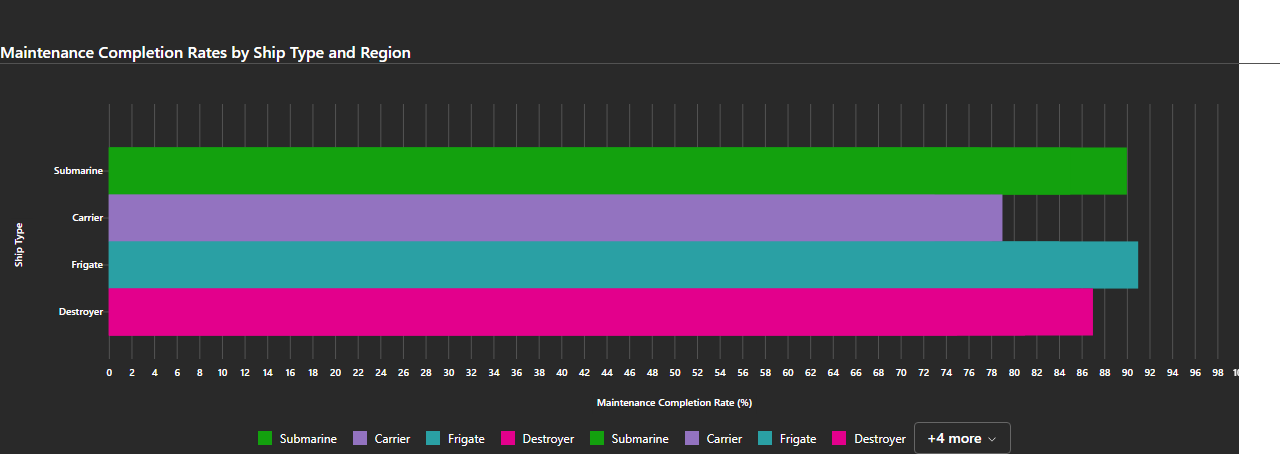 Maintenance Completion Rates by Ship Type and Region
Ship Type
Submarine
Carrier
Frigate
Destroyer
0 2 4 6 8 10 12 14 16 18 20 22 24 26 28 30 32 34 36 38 40 42 44 46 48 50 52 54 56 58 60 62 64 66 68 70 72 74 76 78 80 82 84 86 88 90 92 94 96 98
Maintenance Completion Rate (%)
Submarine Carrier Frigate Destroyer Submarine Carrier Frigate Destroyer +4 more